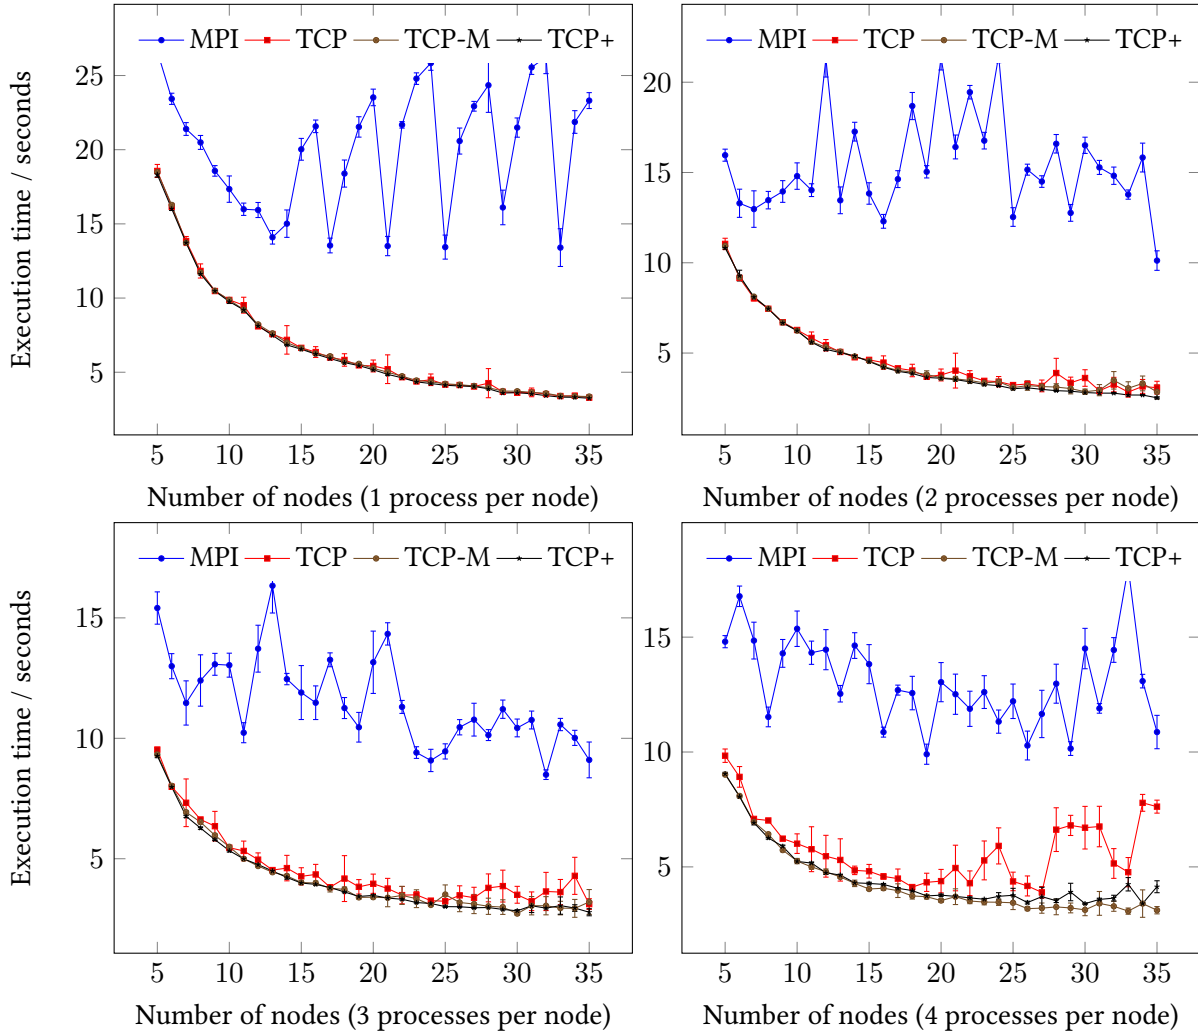 MPI TCP TCP-M TCP+
25
20
15
10
5
5 10 15 20 25 30 35
Execution time / seconds
Number of nodes (1 process per node)
MPI TCP TCP-M TCP+
20
15
10
5
5 10 15 20 25 30 35
Number of nodes (2 processes per node)
MPI TCP TCP-M TCP+
15
10
5
5 10 15 20 25 30 35
Execution time / seconds
Number of nodes (3 processes per node)
MPI TCP TCP-M TCP+
15
10
5
5 10 15 20 25 30 35
Number of nodes (4 processes per node)